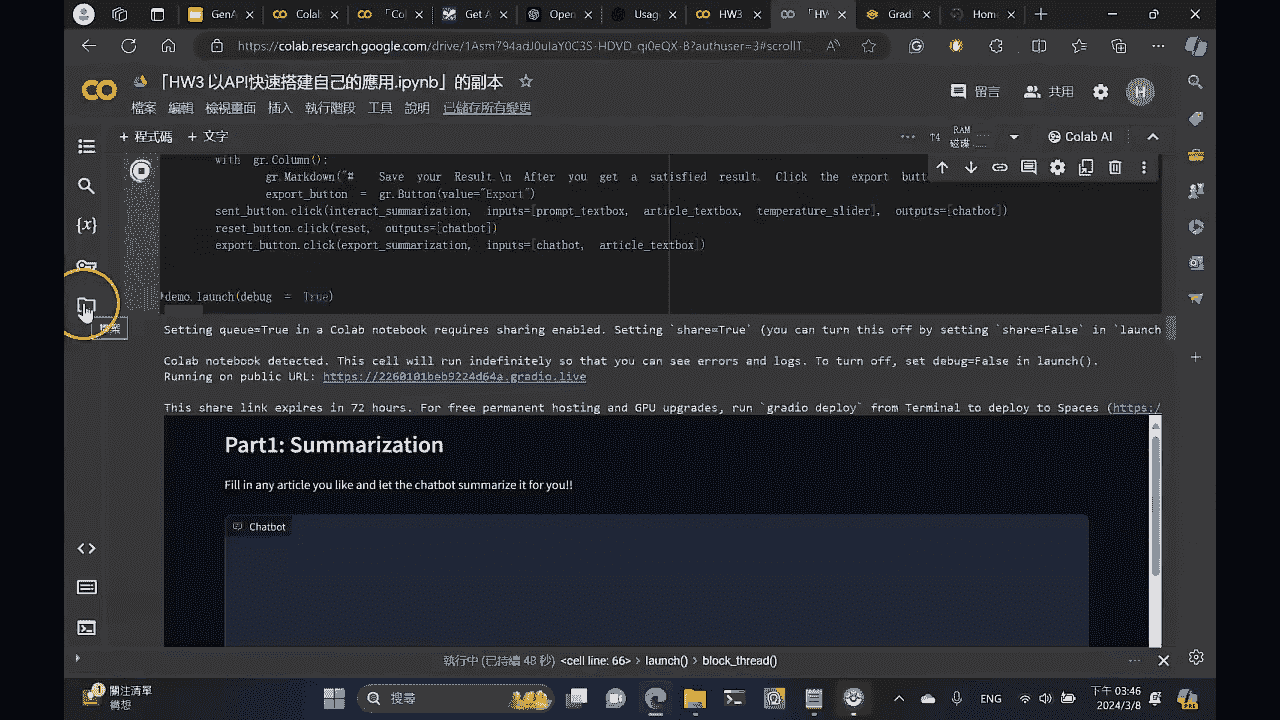 GenA
Colal
「Col
Get A
Open
Usag
HW3
「HW
Gradi
Home
https://colab.research.google.com/drive/1Asm794adJ0ulaY0C3S-HDVD_qi0eQX-B?authuser=3#scrollT...
「HW3 以API快速搭建自己的應用.ipynb」的副本
留言
共用
H
檔案 編輯 檢視畫面 插入 執行階段 工具 說明 已儲存所有變更
+ 程式碼 + 文字
RAM
磁碟
Colab AI
with gr.Column():
gr.Markdown("# Save your Result.\n After you get a satisfied result. Click the export butt
export_button = gr.Button(value="Export")
sent_button.click(interact_summarization, inputs=[prompt_textbox, article_textbox, temperature_slider], outputs=[chatbot])
reset_button.click(reset, outputs=[chatbot])
export_button.click(export_summarization, inputs=[chatbot, article_textbox])
demo.launch(debug = True)
檔案
Setting queue=True in a Colab notebook requires sharing enabled. Setting `share=True` (you can turn this off by setting `share=False` in `launch
Colab notebook detected. This cell will run indefinitely so that you can see errors and logs. To turn off, set debug=False in launch().
Running on public URL: https://2260101beb9224d64a.gradio.live
This share link expires in 72 hours. For free permanent hosting and GPU upgrades, run `gradio deploy` from Terminal to deploy to Spaces (https:/
Part1: Summarization
Fill in any article you like and let the chatbot summarize it for you!!
Chatbot
執行中 (已持續 48 秒) <cell line: 66> > launch() > block_thread()
1
關注清單
構想
搜尋
ENG
下午 03:46
2024/3/8